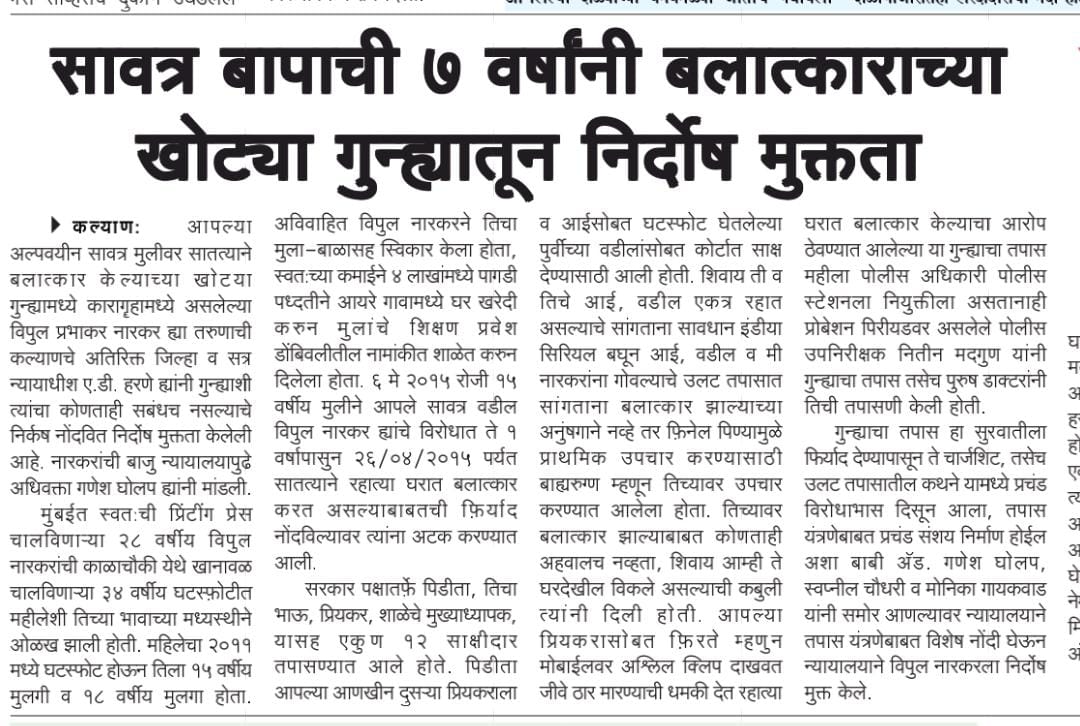 सावत्र बापाची ७ वर्षांनी बलात्काराच्या
खोट्या गुन्ह्यातून निर्दोष मुक्तता
कल्याण: आपल्या
अल्पवयीन सावत्र मुलीवर सातत्याने
बलात्कार केल्याच्या खोटया
गुन्ह्यामध्ये कारागृहामध्ये असलेल्या
विपुल प्रभाकर नारकर ह्या तरुणाची
कल्याणचे अतिरिक्त जिल्हा व सत्र
न्यायाधीश ए.डी. हरणे ह्यांनी गुन्ह्याशी
त्यांचा कोणताही सबंधच नसल्याचे
निर्कष नोंदवित निर्दोष मुक्तता केलेली
आहे. नारकरांची बाजु न्यायालयापुढे
अधिवक्ता गणेश घोलप ह्यांनी मांडली.
मुंबईत स्वत:ची प्रिंटींग प्रेस
चालविणाऱ्या २८ वर्षीय विपुल
नारकरांची काळाचौकी येथे खानावळ
चालविणाऱ्या ३४ वर्षीय घटस्फ़ोटीत
महीलेशी तिच्या भावाच्या मध्यस्थीने
ओळख झाली होती. महिलेचा २०११
मध्ये घटस्फोट होऊन तिला १५ वर्षीय
मुलगी व १८ वर्षीय मुलगा होता.
अविवाहित विपुल नारकरने तिचा
मुला-बाळासह स्विकार केला होता,
स्वत:च्या कमाईने ४ लाखांमध्ये पागडी
पध्दतीने आयरे गावामध्ये घर खरेदी
करुन मुलांचे शिक्षण प्रवेश
डोंबिवलीतील नामांकीत शाळेत करुन
दिलेला होता. ६ मे २०१५ रोजी १५
वर्षीय मुलीने आपले सावत्र वडील
विपुल नारकर ह्यांचे विरोधात ते १
वर्षापासुन २६/०४/२०१५ पर्यत
सातत्याने रहात्या घरात बलात्कार
करत असल्याबाबतची फ़िर्याद
नोंदविल्यावर त्यांना अटक करण्यात
आली.
सरकार पक्षातर्फ़े पिडीता, तिचा
भाऊ, प्रियकर, शाळेचे मुख्याध्यापक,
यासह एकुण १२ साक्षीदार
तपासण्यात आले होते. पिडीता
आपल्या आणखीन दुसऱ्या प्रियकराला
व आईसोबत घटस्फोट घेतलेल्या
पुर्वीच्या वडीलांसोबत कोर्टात साक्ष
देण्यासाठी आली होती. शिवाय ती व
तिचे आई, वडील एकत्र रहात
असल्याचे सांगताना सावधान इंडीया
सिरियल बघून आई, वडील व मी
नारकरांना गोवल्याचे उलट तपासात
सांगताना बलात्कार झाल्याच्या
अनुंषगाने नव्हे तर फ़िनेल पिण्यामुळे
प्राथमिक उपचार करण्यासाठी
बाह्यरुग्ण म्हणून तिच्यावर उपचार
करण्यात आलेला होता. तिच्यावर
बलात्कार झाल्याबाबत कोणताही
अहवालच नव्हता, शिवाय आम्ही ते
घरदेखील विकले असल्याची कबुली
त्यांनी दिली होती. आपल्या
प्रियकरासोबत फ़िरते म्हणुन
मोबाईलवर अश्लिल क्लिप दाखवत
जीवे ठार मारण्याची धमकी देत रहात्या
घरात बलात्कार केल्याचा आरोप
ठेवण्यात आलेल्या या गुन्ह्याचा तपास
महीला पोलीस अधिकारी पोलीस
स्टेशनला नियुक्तीला असतानाही
प्रोबेशन पिरीयडवर असलेले पोलीस
उपनिरीक्षक नितीन मदगुण यांनी
गुन्ह्याचा तपास तसेच पुरुष डाक्टरांनी
तिची तपासणी केली होती.
गुन्ह्याचा तपास हा सुरवातीला
फिर्याद देण्यापासून ते चार्जशिट, तसेच
उलट तपासातील कथने यामध्ये प्रचंड
विरोधाभास दिसून आला, तपास
यंत्रणेबाबत प्रचंड संशय निर्माण होईल
अशा बाबी ॲड. गणेश घोलप,
स्वप्नील चौधरी व मोनिका गायकवाड
यांनी समोर आणल्यावर न्यायालयाने
तपास यंत्रणेबाबत विशेष नोंदी घेऊन
न्यायालयाने विपुल नारकरला निर्दोष
मुक्त केले.